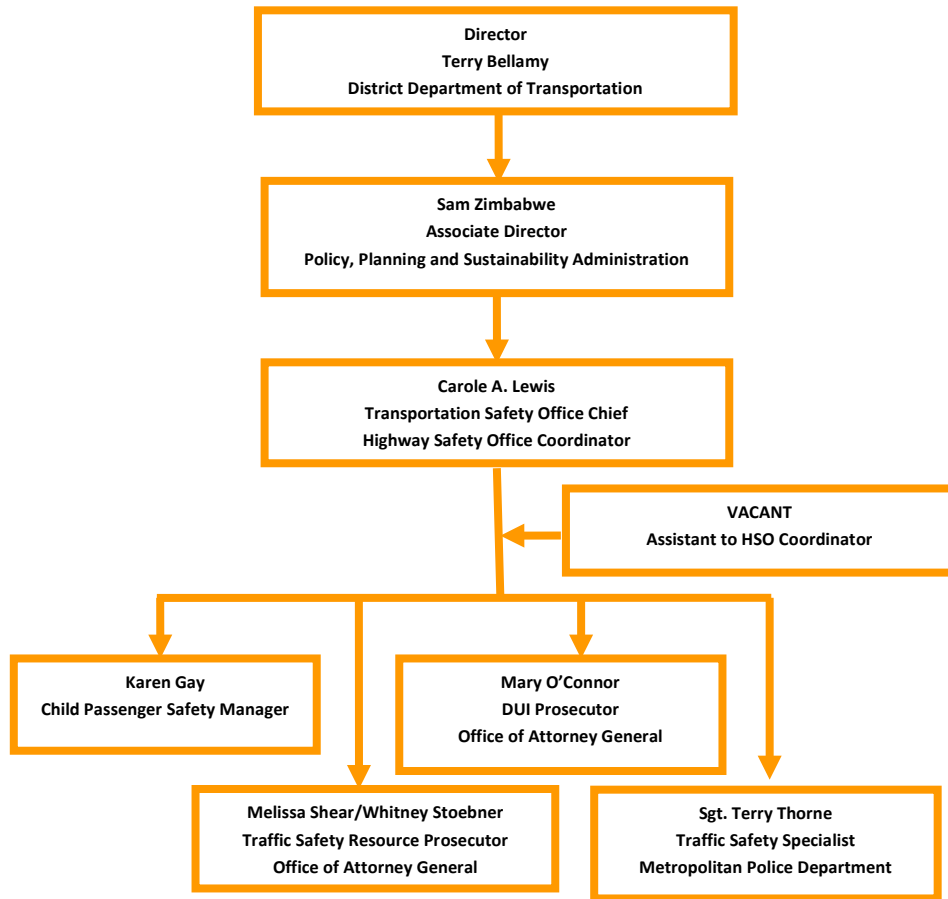 Director
Terry Bellamy
District Department of Transportation
Sam Zimbabwe
Associate Director
Policy, Planning and Sustainability Administration
Carole A. Lewis
Transportation Safety Office Chief
Highway Safety Office Coordinator
VACANT
Assistant to HSO Coordinator
Karen Gay
Child Passenger Safety Manager
Mary O’Connor
DUI Prosecutor
Office of Attorney General
Melissa Shear/Whitney Stoebner
Traffic Safety Resource Prosecutor
Office of Attorney General
Sgt. Terry Thorne
Traffic Safety Specialist
Metropolitan Police Department